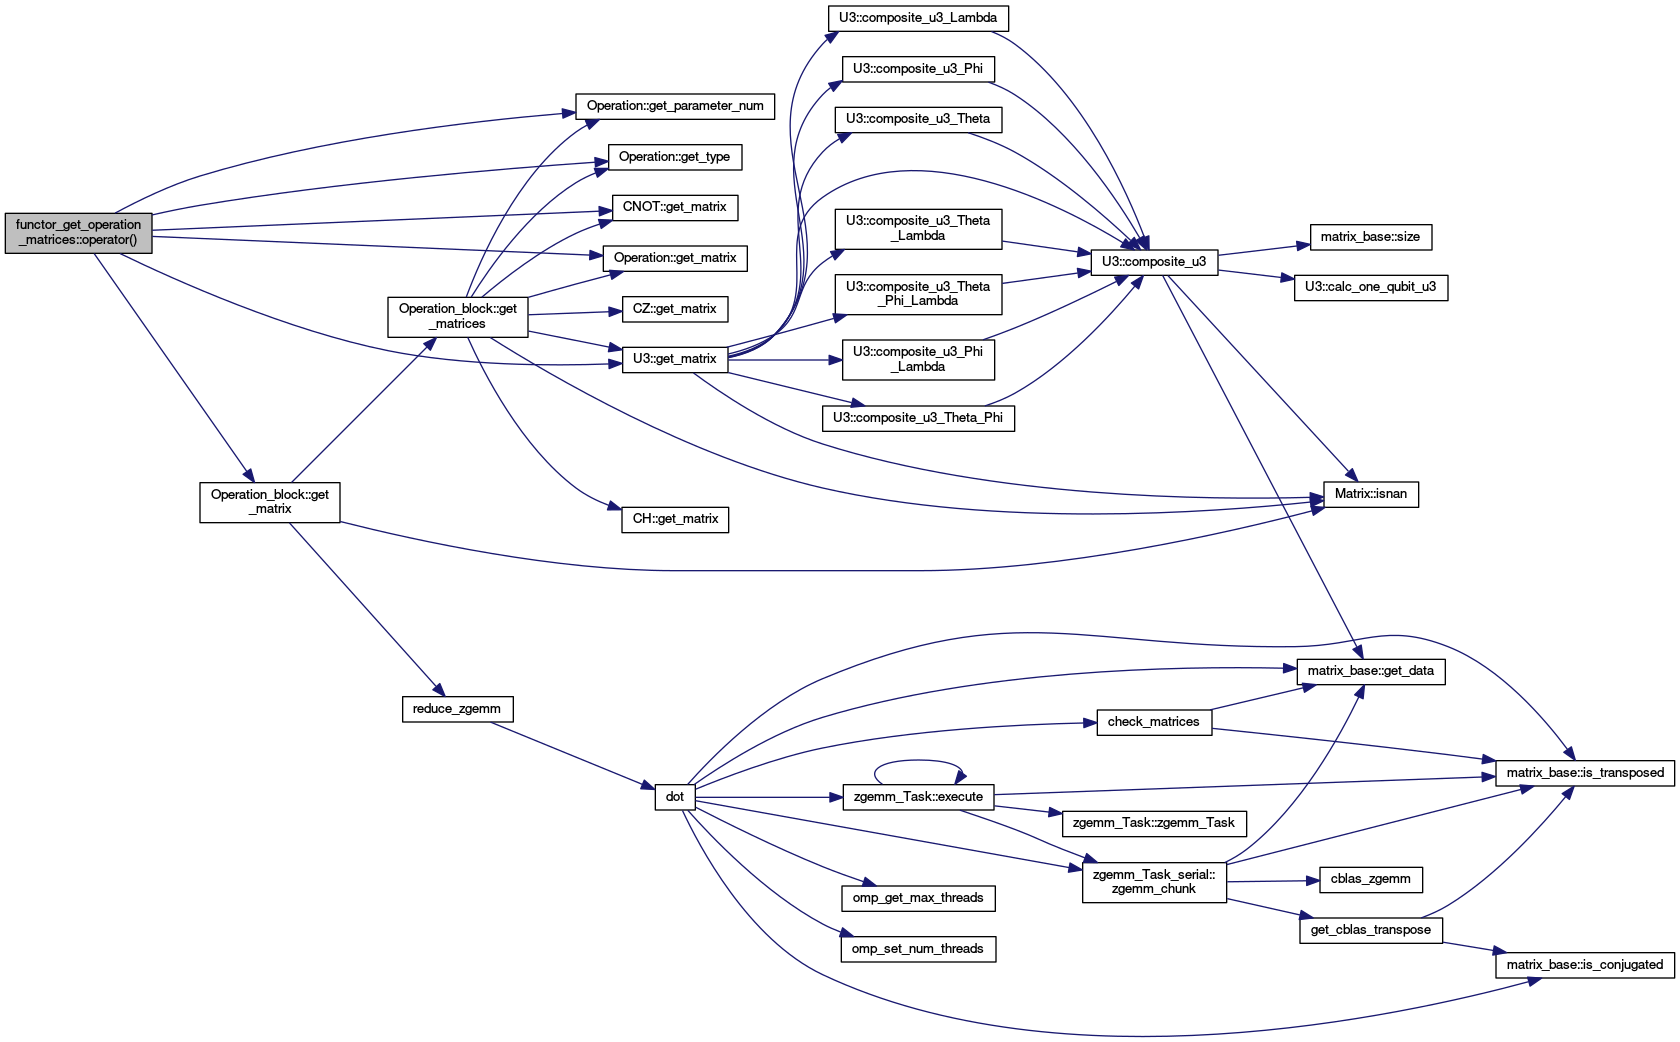 functor_get_operation
_matrices::operator()
Operation_block::get
_matrix
Operation_block::get
_matrices
reduce_zgemm
Operation::get_parameter_num
Operation::get_type
CNOT::get_matrix
Operation::get_matrix
CZ::get_matrix
U3::get_matrix
CH::get_matrix
dot
U3::composite_u3_Lambda
U3::composite_u3_Phi
U3::composite_u3_Theta
U3::composite_u3_Theta
_Lambda
U3::composite_u3_Theta
_Phi_Lambda
U3::composite_u3_Phi
_Lambda
U3::composite_u3_Theta_Phi
zgemm_Task::execute
omp_get_max_threads
omp_set_num_threads
U3::composite_u3
check_matrices
zgemm_Task::zgemm_Task
zgemm_Task_serial::
zgemm_chunk
matrix_base::size
U3::calc_one_qubit_u3
Matrix::isnan
matrix_base::get_data
cblas_zgemm
get_cblas_transpose
matrix_base::is_transposed
matrix_base::is_conjugated